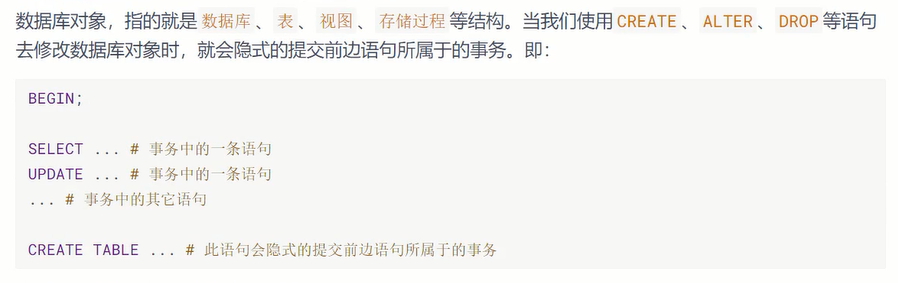 数据库对象，指的就是 数据库 、 表 、 视图 、 存储过程 等结构。当我们使用 CREATE 、 ALTER 、 DROP 等语句
去修改数据库对象时，就会隐式的提交前边语句所属于的事务。即：
BEGIN;
SELECT ... # 事务中的一条语句
UPDATE ... # 事务中的一条语句
... # 事务中的其它语句
CREATE TABLE ... # 此语句会隐式的提交前边语句所属于的事务